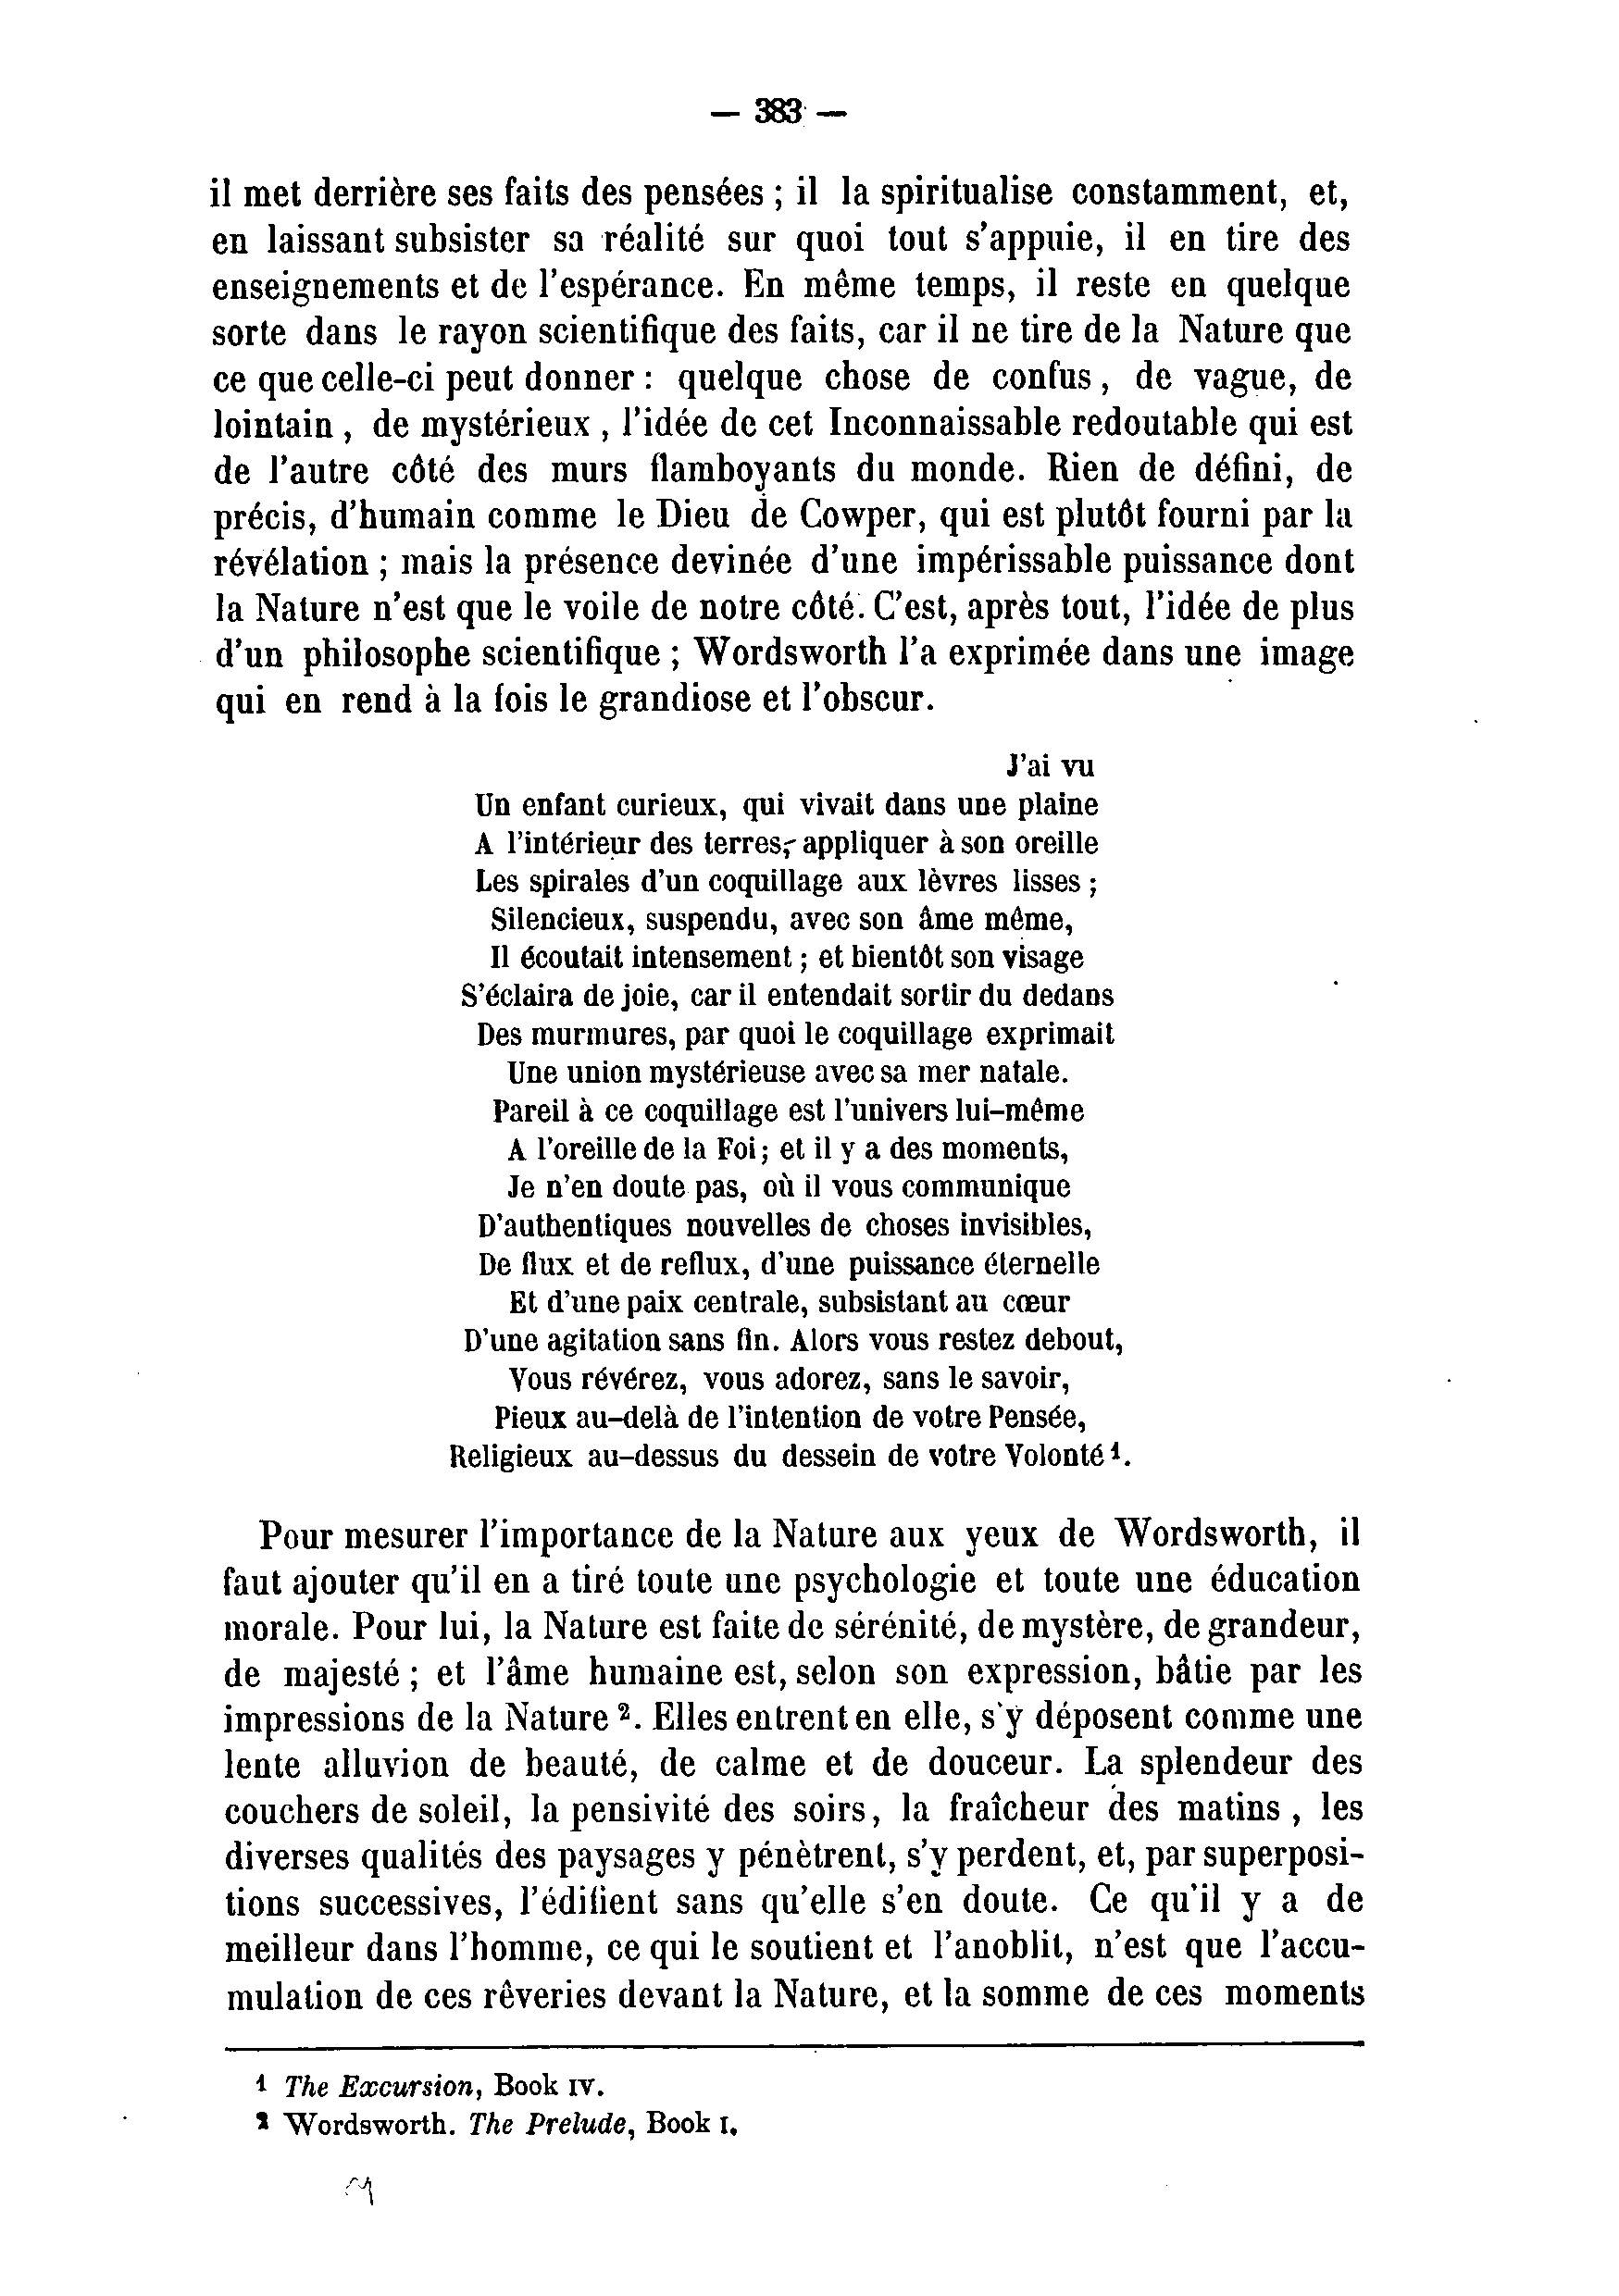 — 383 —
il met derrière ses faits des pensées ; il la spiritualise constamment, et,
en laissant subsister sa réalité sur quoi tout s'appuie, il en tire des
enseignements et de l'espérance. En même temps, il reste en quelque
sorte dans le rayon scientifique des faits, car il ne tire de la Nature que
ce que celle-ci peut donner : quelque chose de confus, de vague, de
lointain, de mystérieux, l'idée de cet Inconnaissable redoutable qui est
de l'autre côté des murs flamboyants du monde. Rien de défini, de
précis, d'humain comme le Dieu de Cowper, qui est plutôt fourni par la
révélation ; mais la présence devinée d'une impérissable puissance dont
la Nature n'est que le voile de notre côté. C'est, après tout, l'idée de plus
d'un philosophe scientifique ; Wordsworth l'a exprimée dans une image
qui en rend à la fois le grandiose et l'obscur.
J'ai vu
Un enfant curieux, qui vivait dans une plaine
A l'intérieur des terres, appliquer à son oreille
Les spirales d'un coquillage aux lèvres lisses ;
Silencieux, suspendu, avec son âme même,
Il écoutait intensement ; et bientôt son visage
S'éclaira de joie, car il entendait sortir du dedans
Des murmures, par quoi le coquillage exprimait
Une union mystérieuse avec sa mer natale.
Pareil à ce coquillage est l'univers lui-même
A l'oreille de la Foi ; et il y a des moments,
Je n'en doute pas, où il vous communique
D'authentiques nouvelles de choses invisibles,
De flux et de reflux, d'une puissance éternelle
Et d'une paix centrale, subsistant au cœur
D'une agitation sans fin. Alors vous restez debout,
Vous révérez, vous adorez, sans le savoir,
Pieux au-delà de l'intention de votre Pensée,
Religieux au-dessus du dessein de votre Volonté ¹.
Pour mesurer l'importance de la Nature aux yeux de Wordsworth, il
faut ajouter qu'il en a tiré toute une psychologie et toute une éducation
morale. Pour lui, la Nature est faite de sérénité, de mystère, de grandeur,
de majesté ; et l'âme humaine est, selon son expression, bâtie par les
impressions de la Nature ². Elles entrent en elle, s'y déposent comme une
lente alluvion de beauté, de calme et de douceur. La splendeur des
couchers de soleil, la pensivité des soirs, la fraîcheur des matins, les
diverses qualités des paysages y pénètrent, s'y perdent, et, par superposi-
tions successives, l'édifient sans qu'elle s'en doute. Ce qu'il y a de
meilleur dans l'homme, ce qui le soutient et l'anoblit, n'est que l'accu-
mulation de ces rêveries devant la Nature, et la somme de ces moments
¹ The Excursion, Book IV.
² Wordsworth. The Prelude, Book I.